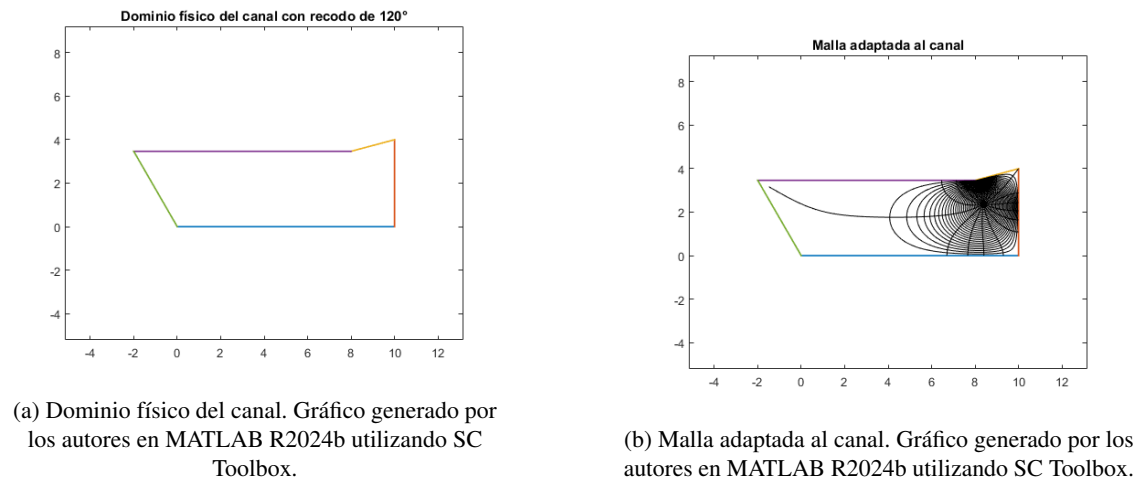 Dominio físico del canal con recodo de 120°
8
6
4
2
0
-2
-4
-4 -2 0 2 4 6 8 10 12
(a) Dominio físico del canal. Gráfico generado por
los autores en MATLAB R2024b utilizando SC
Toolbox.
Malla adaptada al canal
8
6
4
2
0
-2
-4
-4 -2 0 2 4 6 8 10 12
(b) Malla adaptada al canal. Gráfico generado por los
autores en MATLAB R2024b utilizando SC Toolbox.